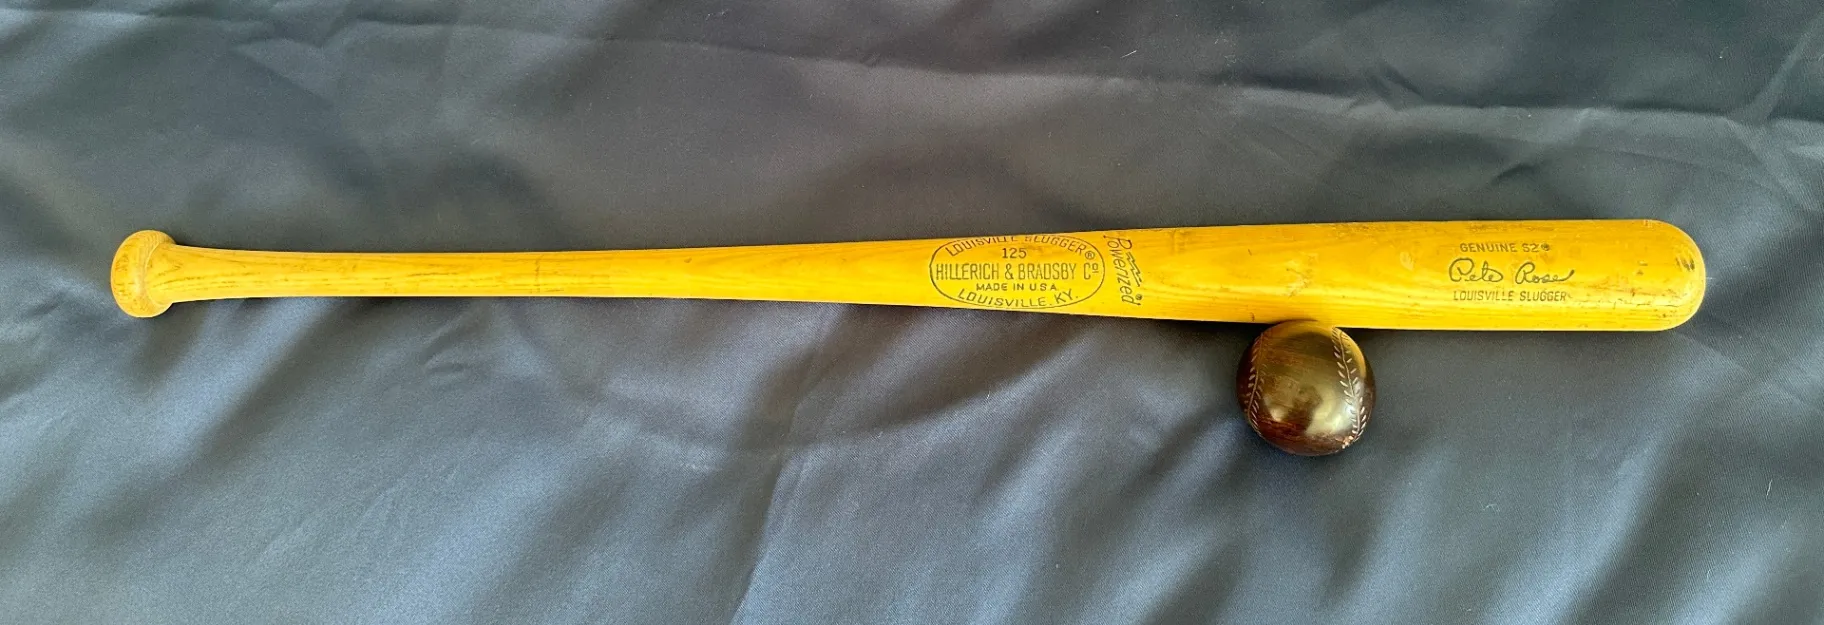 LOUISVILLE SLUGGER®
125
HILLERICH & BRADSBY Cº
MADE IN U.S.A.
LOUISVILLE, KY.
Powerized®
GENUINE S2®
Pete Rose
LOUISVILLE SLUGGER